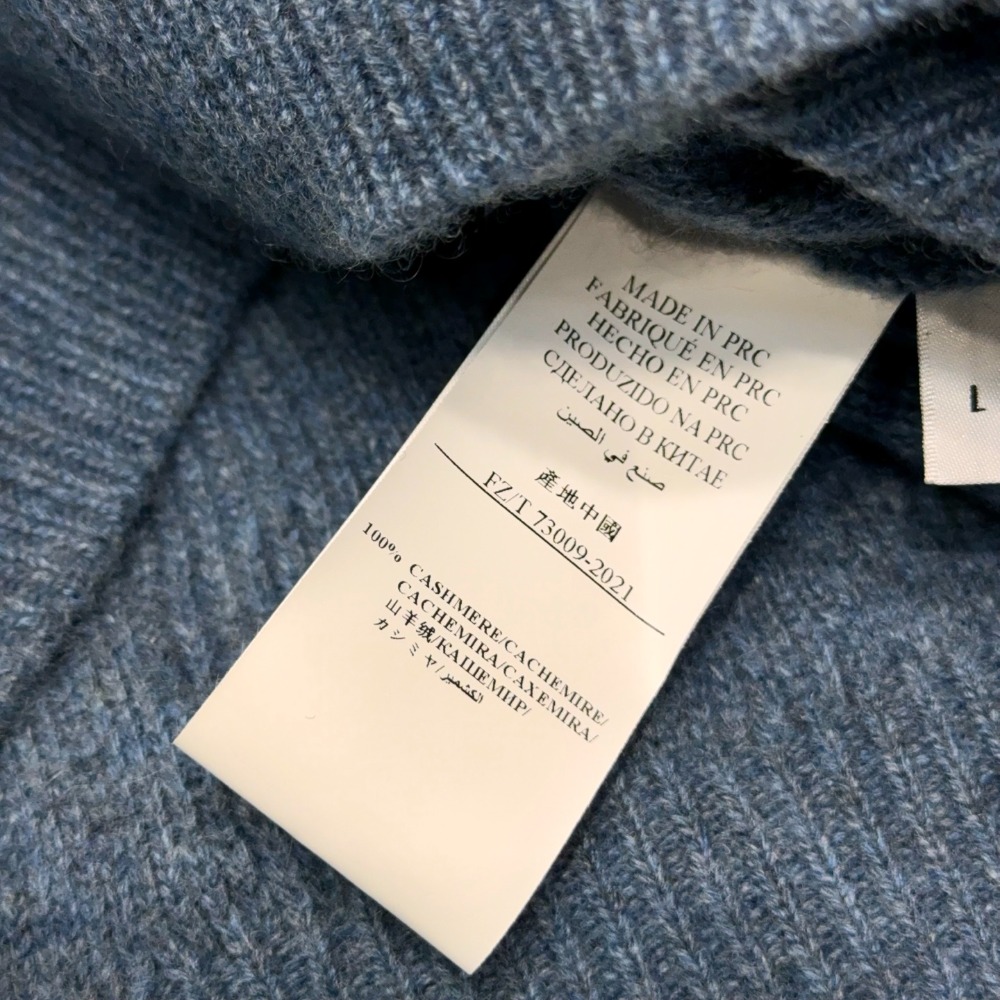 MADE IN PRC
FABRIQUÉ EN PRC
HECHO EN PRC
PRODUZIDO NA PRC
СДЕЛАНО В КИТАЕ
صنع في الصين
産地中國
FZ/T 73009-2021
100% CASHMERE/CACHEMIRE/
CACHEMIRA/CAXEMIRA/
山羊绒/КАШЕМИР/
カシミヤ/الكشمير
L